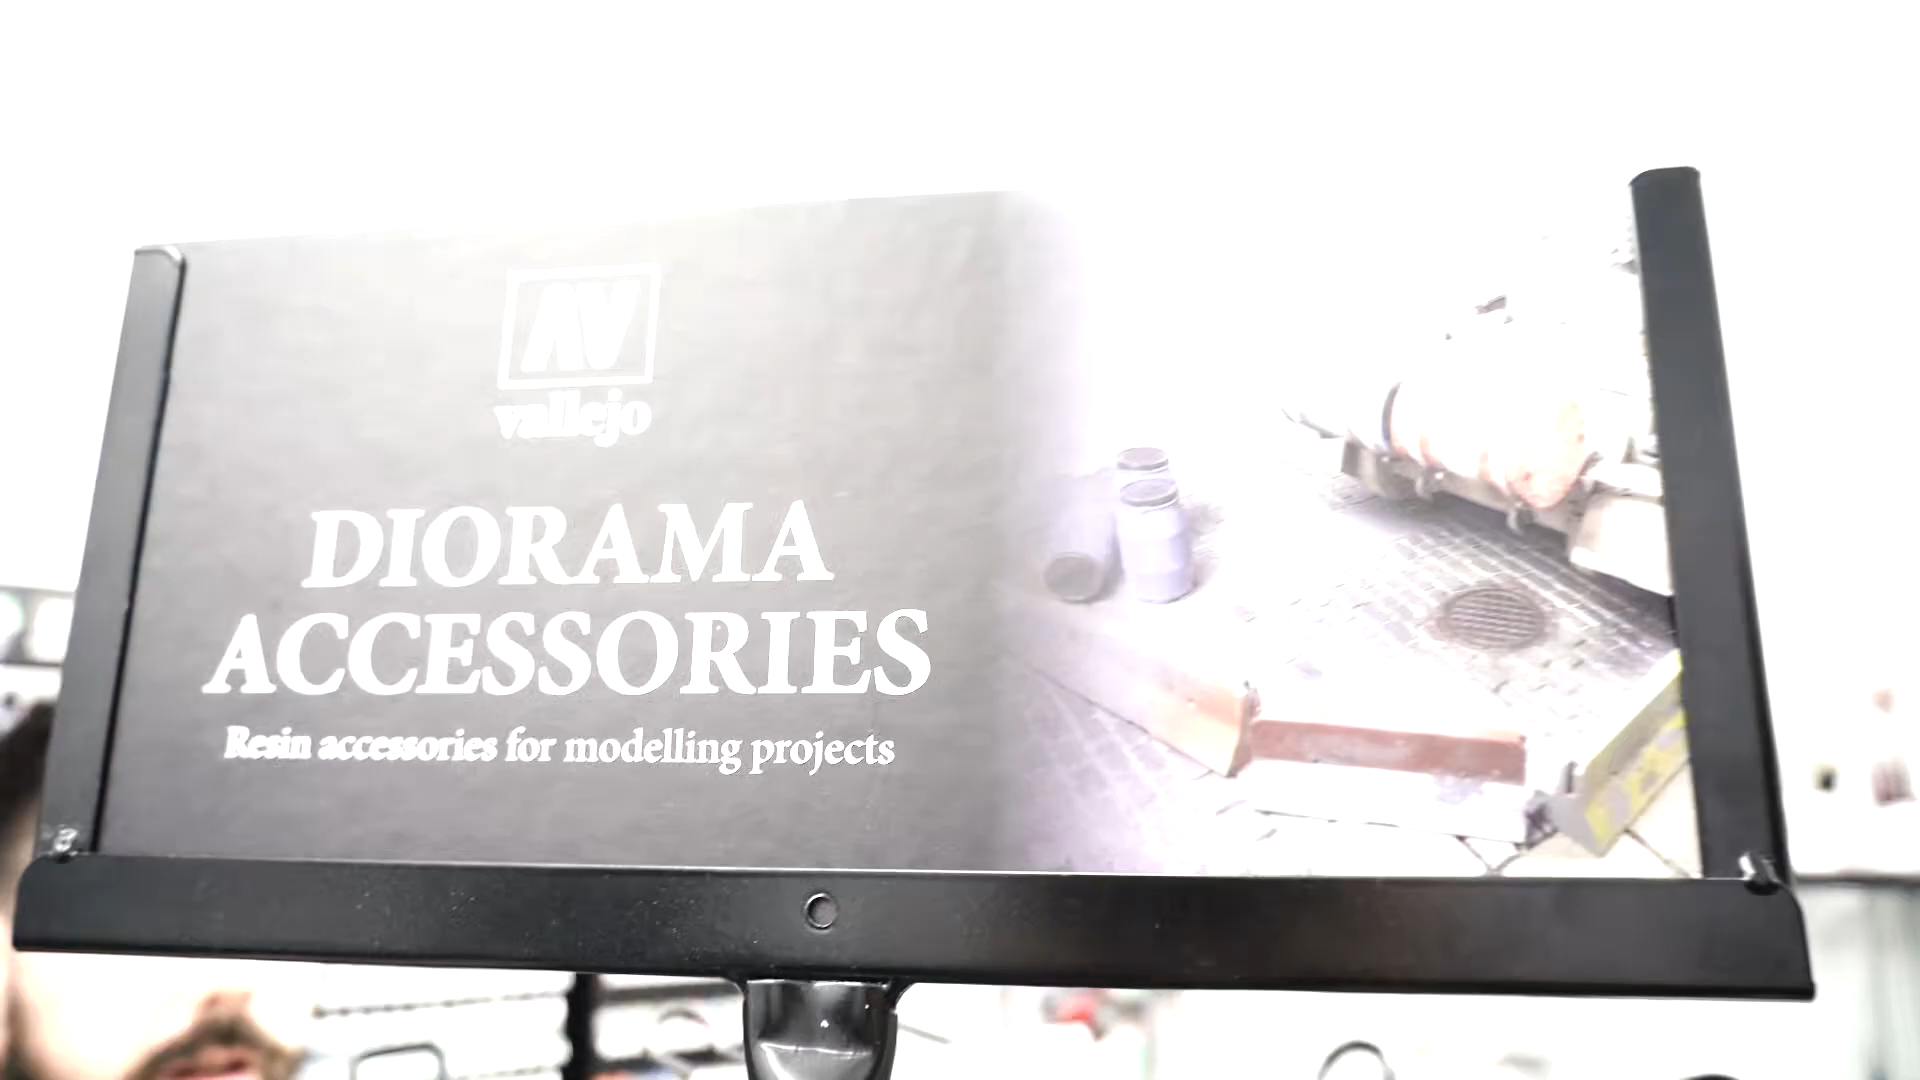 AV
vallejo
DIORAMA
ACCESSORIES
Resin accessories for modelling projects